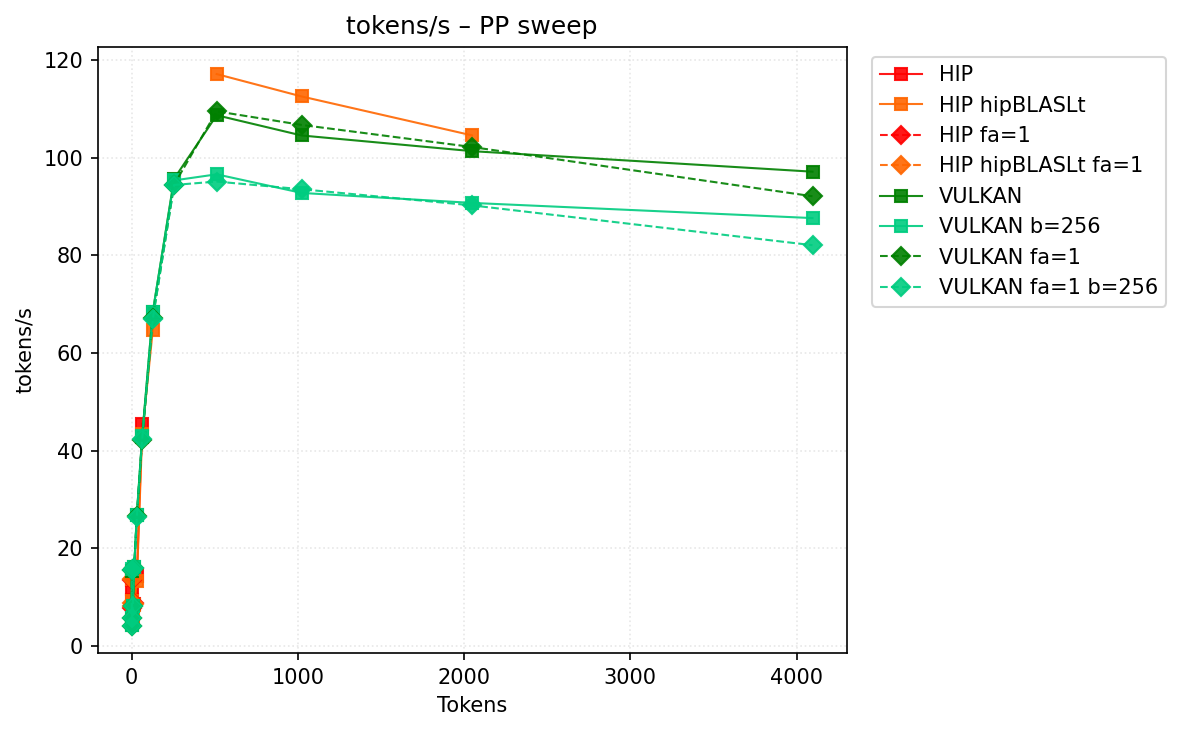 tokens/s – PP sweep
120
100
80
60
40
20
0
tokens/s
0
1000
2000
3000
4000
Tokens
HIP
HIP hipBLASLt
HIP fa=1
HIP hipBLASLt fa=1
VULKAN
VULKAN b=256
VULKAN fa=1
VULKAN fa=1 b=256